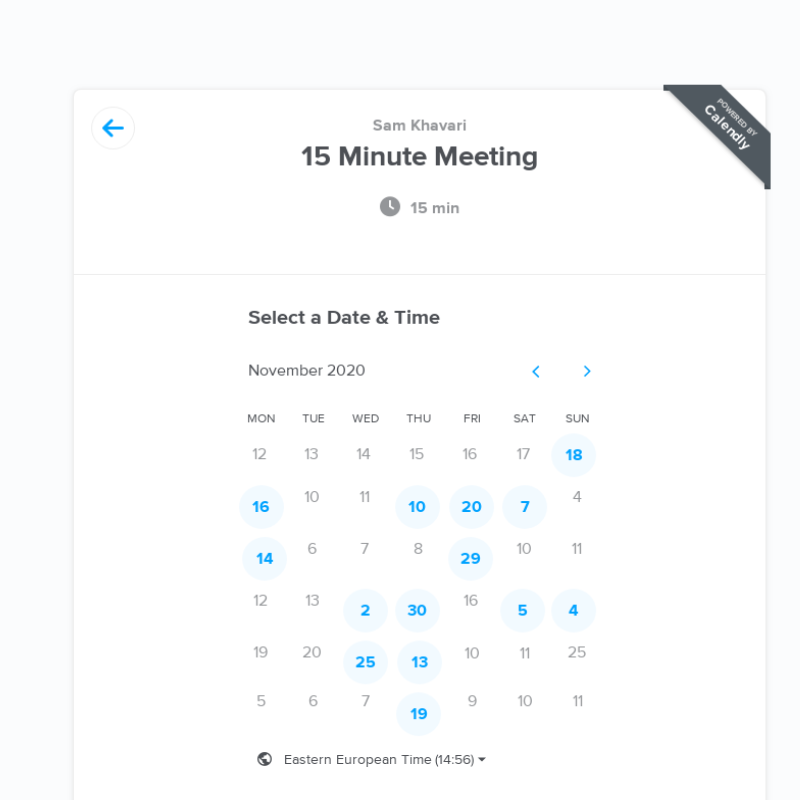 POWERED BY
Calendly
Sam Khavari
15 Minute Meeting
15 min
Select a Date & Time
November 2020
MON TUE WED THU FRI SAT SUN
12 13 14 15 16 17 18
16 10 11 10 20 7 4
14 6 7 8 29 10 11
12 13 2 30 16 5 4
19 20 25 13 10 11 25
5 6 7 19 9 10 11
Eastern European Time (14:56)